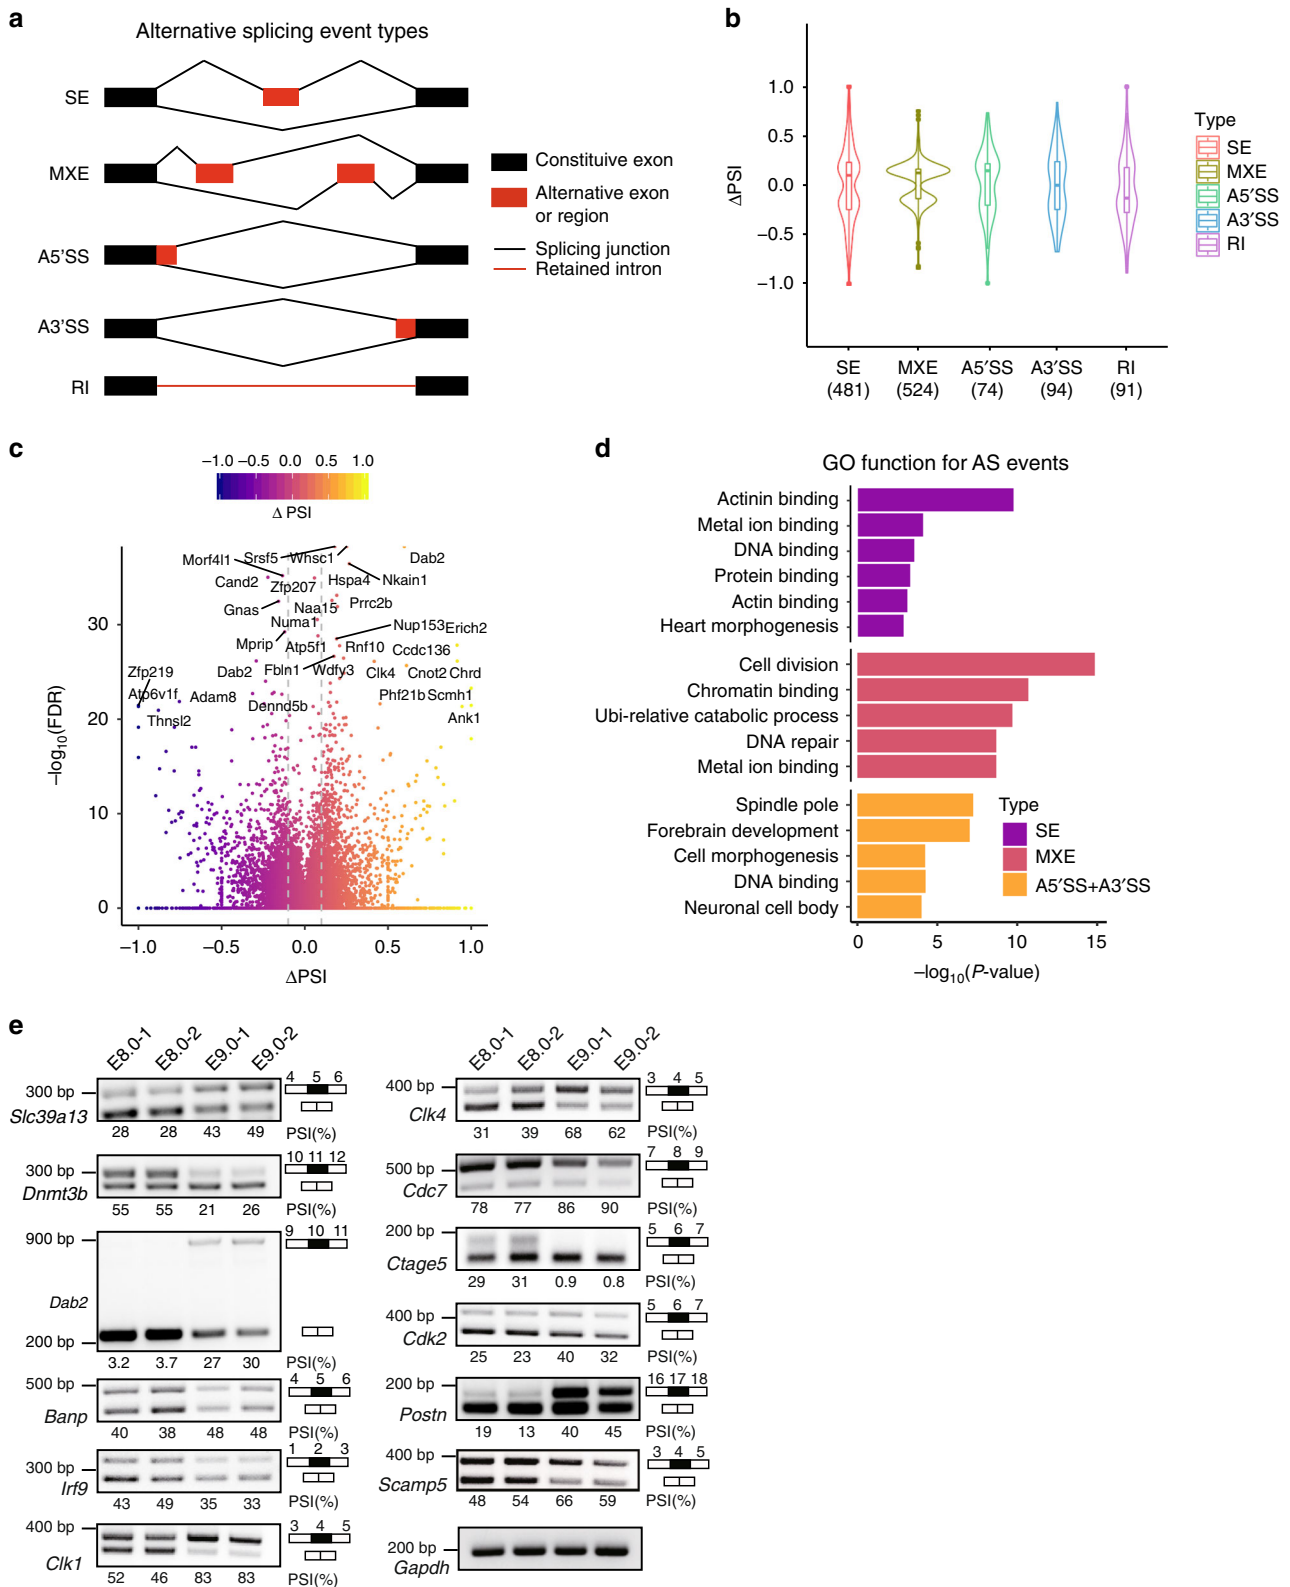 a
Alternative splicing event types
SE
MXE
A5'SS
A3'SS
RI
Constituive exon
Alternative exon
or region
Splicing junction
Retained intron
b
ΔPSI
1.0
0.5
0.0
−0.5
−1.0
SE
(481)
MXE
(524)
A5′SS
(74)
A3′SS
(94)
RI
(91)
Type
SE
MXE
A5′SS
A3′SS
RI
c
−1.0 −0.5 0.0 0.5 1.0
Δ PSI
Morf4l1 Srsf5 Whsc1 Dab2
Cand2 Zfp207 Hspa4 Nkain1
Gnas Naa15 Prrc2b
Numa1 Nup153 Erich2
Mprip Atp5f1 Rnf10 Ccdc136
Zfp219 Dab2 Fbln1 Wdfy3 Clk4 Cnot2 Chrd
Atp6v1f Adam8 Phf21b Scmh1
Thnsl2 Dennd5b Ank1
−log10(FDR)
30
20
10
0
−1.0 −0.5 0.0 0.5 1.0
ΔPSI
d
GO function for AS events
Actinin binding
Metal ion binding
DNA binding
Protein binding
Actin binding
Heart morphogenesis
Cell division
Chromatin binding
Ubi-relative catabolic process
DNA repair
Metal ion binding
Spindle pole
Forebrain development
Cell morphogenesis
DNA binding
Neuronal cell body
Type
SE
MXE
A5′SS+A3′SS
0 5 10 15
−log10(P-value)
e
E8.0-1 E8.0-2 E9.0-1 E9.0-2
300 bp
Slc39a13
4 5 6
28 28 43 49 PSI(%)
300 bp
Dnmt3b
10 11 12
55 55 21 26 PSI(%)
900 bp
Dab2
200 bp
9 10 11
3.2 3.7 27 30 PSI(%)
500 bp
Banp
4 5 6
40 38 48 48 PSI(%)
300 bp
Irf9
1 2 3
43 49 35 33 PSI(%)
400 bp
Clk1
3 4 5
52 46 83 83 PSI(%)
E8.0-1 E8.0-2 E9.0-1 E9.0-2
400 bp
Clk4
3 4 5
31 39 68 62 PSI(%)
500 bp
Cdc7
7 8 9
78 77 86 90 PSI(%)
200 bp
Ctage5
5 6 7
29 31 0.9 0.8 PSI(%)
400 bp
Cdk2
5 6 7
25 23 40 32 PSI(%)
200 bp
Postn
16 17 18
19 13 40 45 PSI(%)
400 bp
Scamp5
3 4 5
48 54 66 59 PSI(%)
200 bp
Gapdh